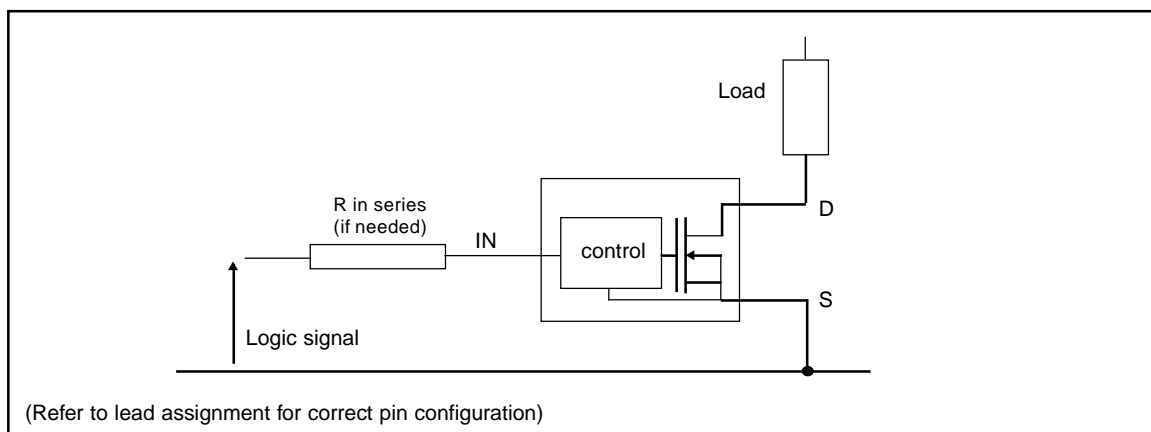 Load
R in series
(if needed)
IN
D
control
S
Logic signal
(Refer to lead assignment for correct pin configuration)